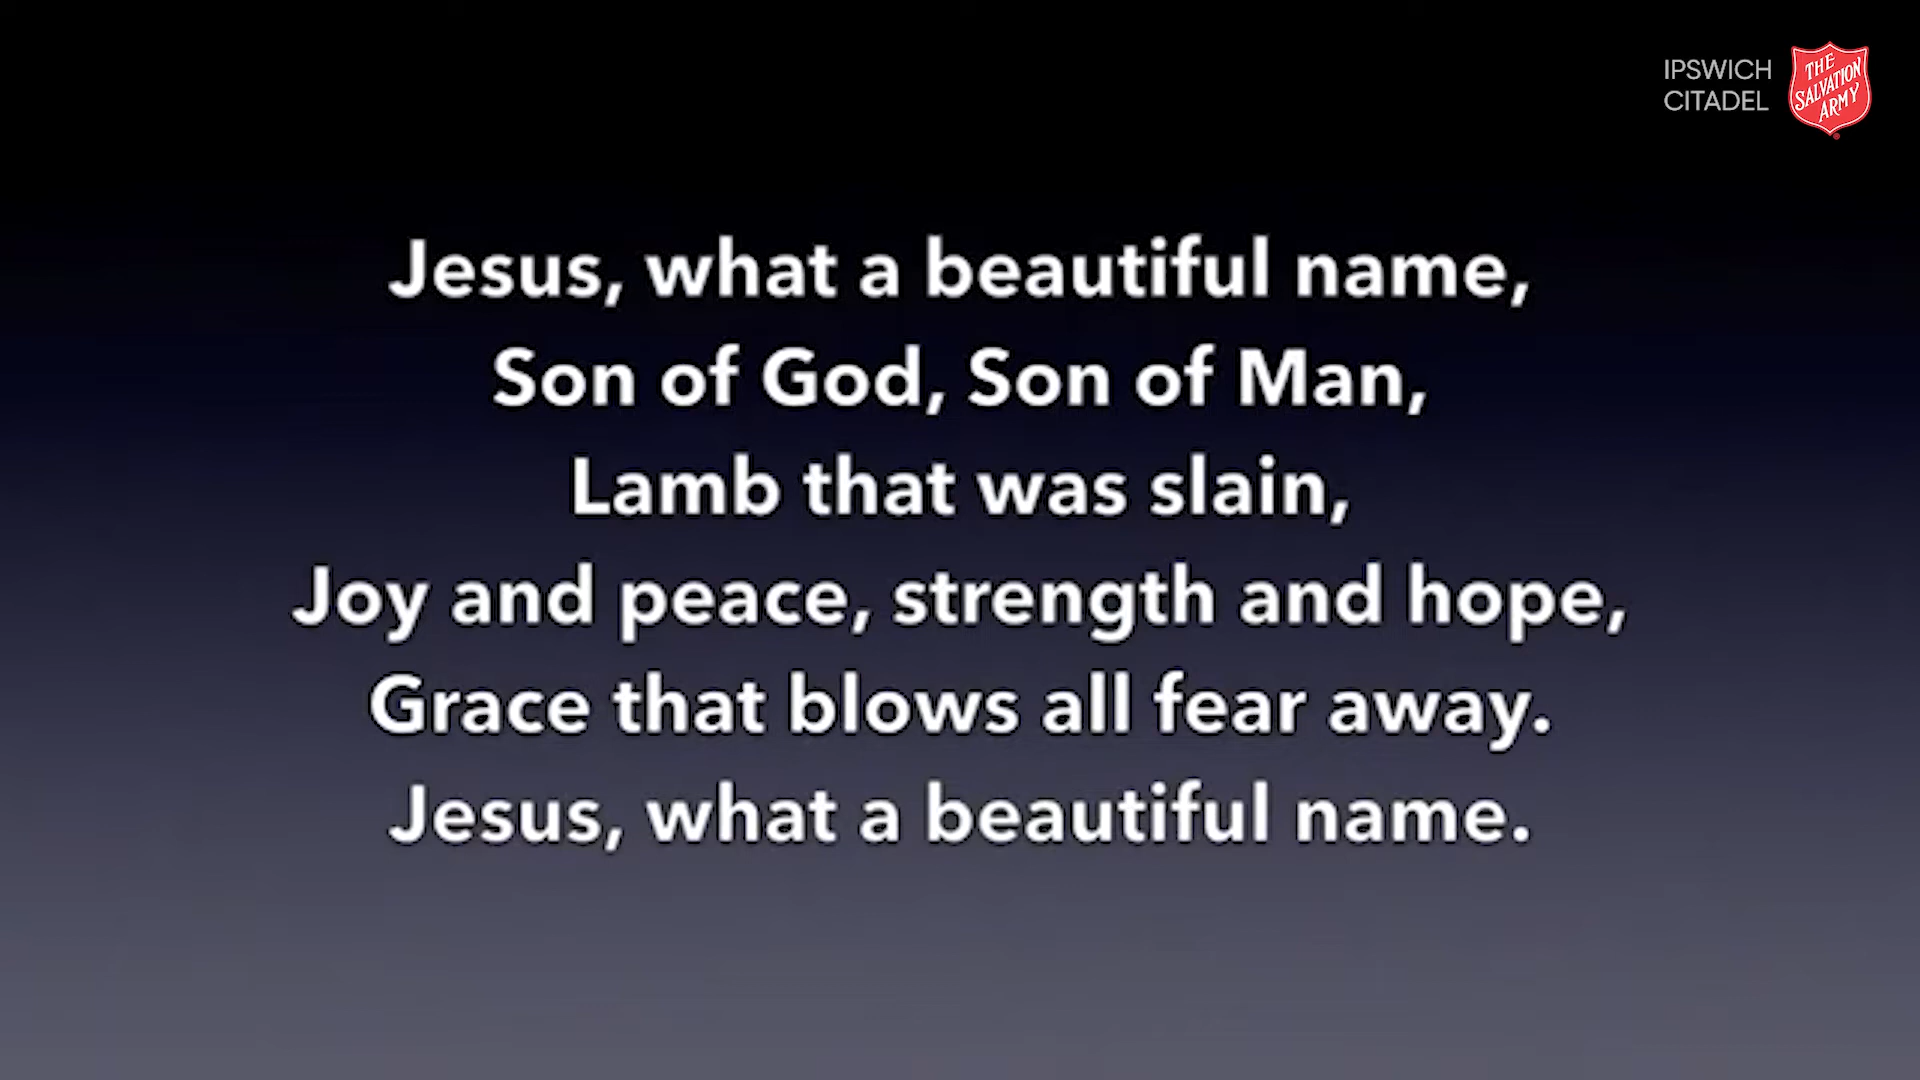 IPSWICH
CITADEL
THE
SALVATION
ARMY
Jesus, what a beautiful name,
Son of God, Son of Man,
Lamb that was slain,
Joy and peace, strength and hope,
Grace that blows all fear away.
Jesus, what a beautiful name.